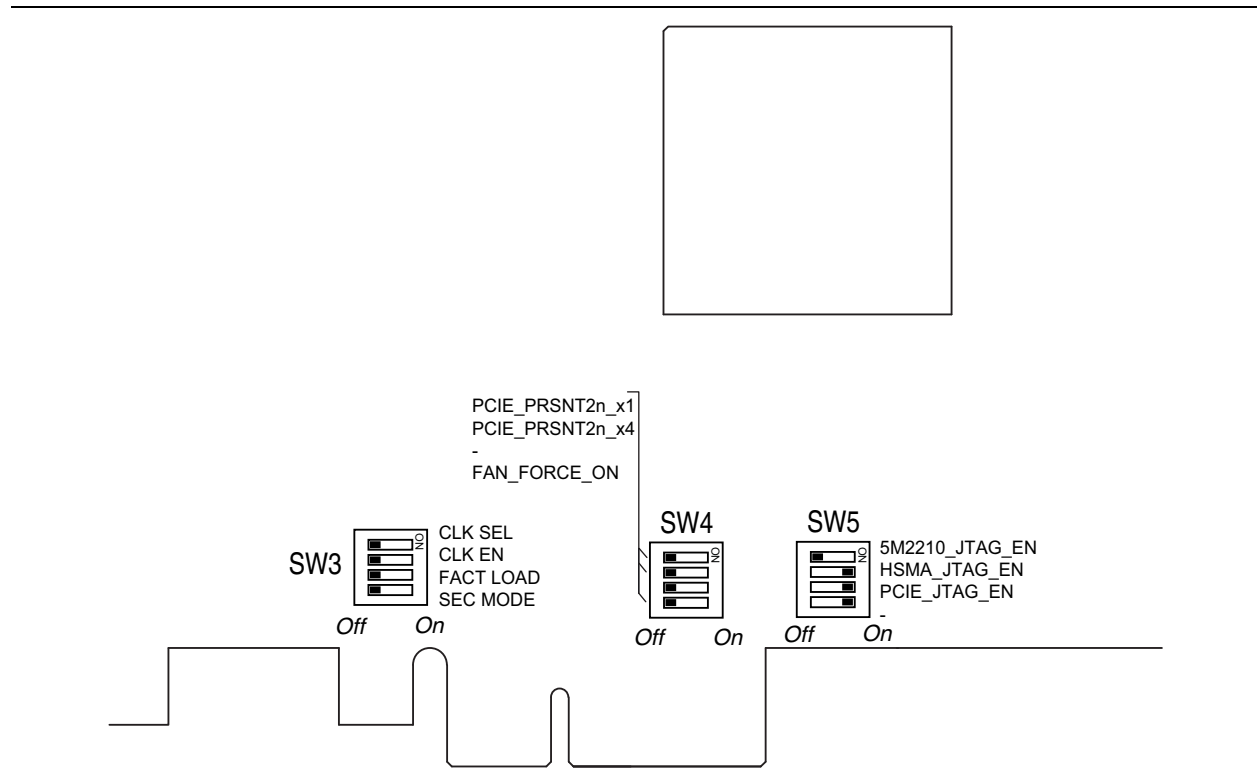 PCIE_PRSNT2n_x1
PCIE_PRSNT2n_x4
-
FAN_FORCE_ON
SW3
ON
CLK SEL
CLK EN
FACT LOAD
SEC MODE
Off On
SW4
ON
Off On
SW5
ON
5M2210_JTAG_EN
HSMA_JTAG_EN
PCIE_JTAG_EN
-
Off On